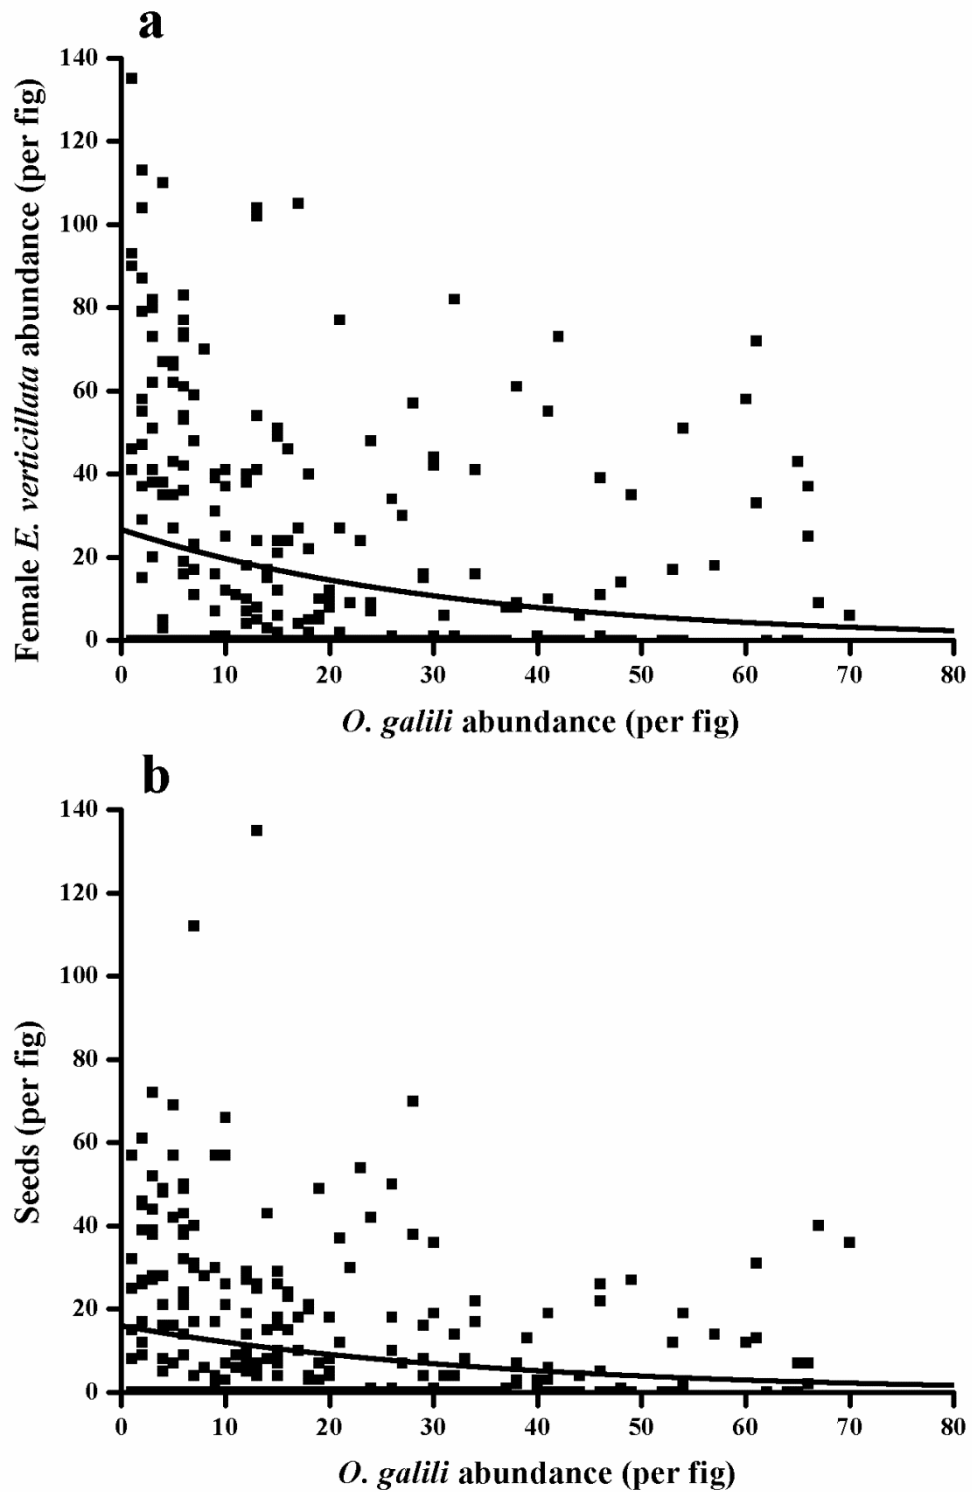 a
Female E. verticillata abundance (per fig)
140
120
100
80
60
40
20
0
0 10 20 30 40 50 60 70 80
O. galili abundance (per fig)
b
Seeds (per fig)
140
120
100
80
60
40
20
0
0 10 20 30 40 50 60 70 80
O. galili abundance (per fig)